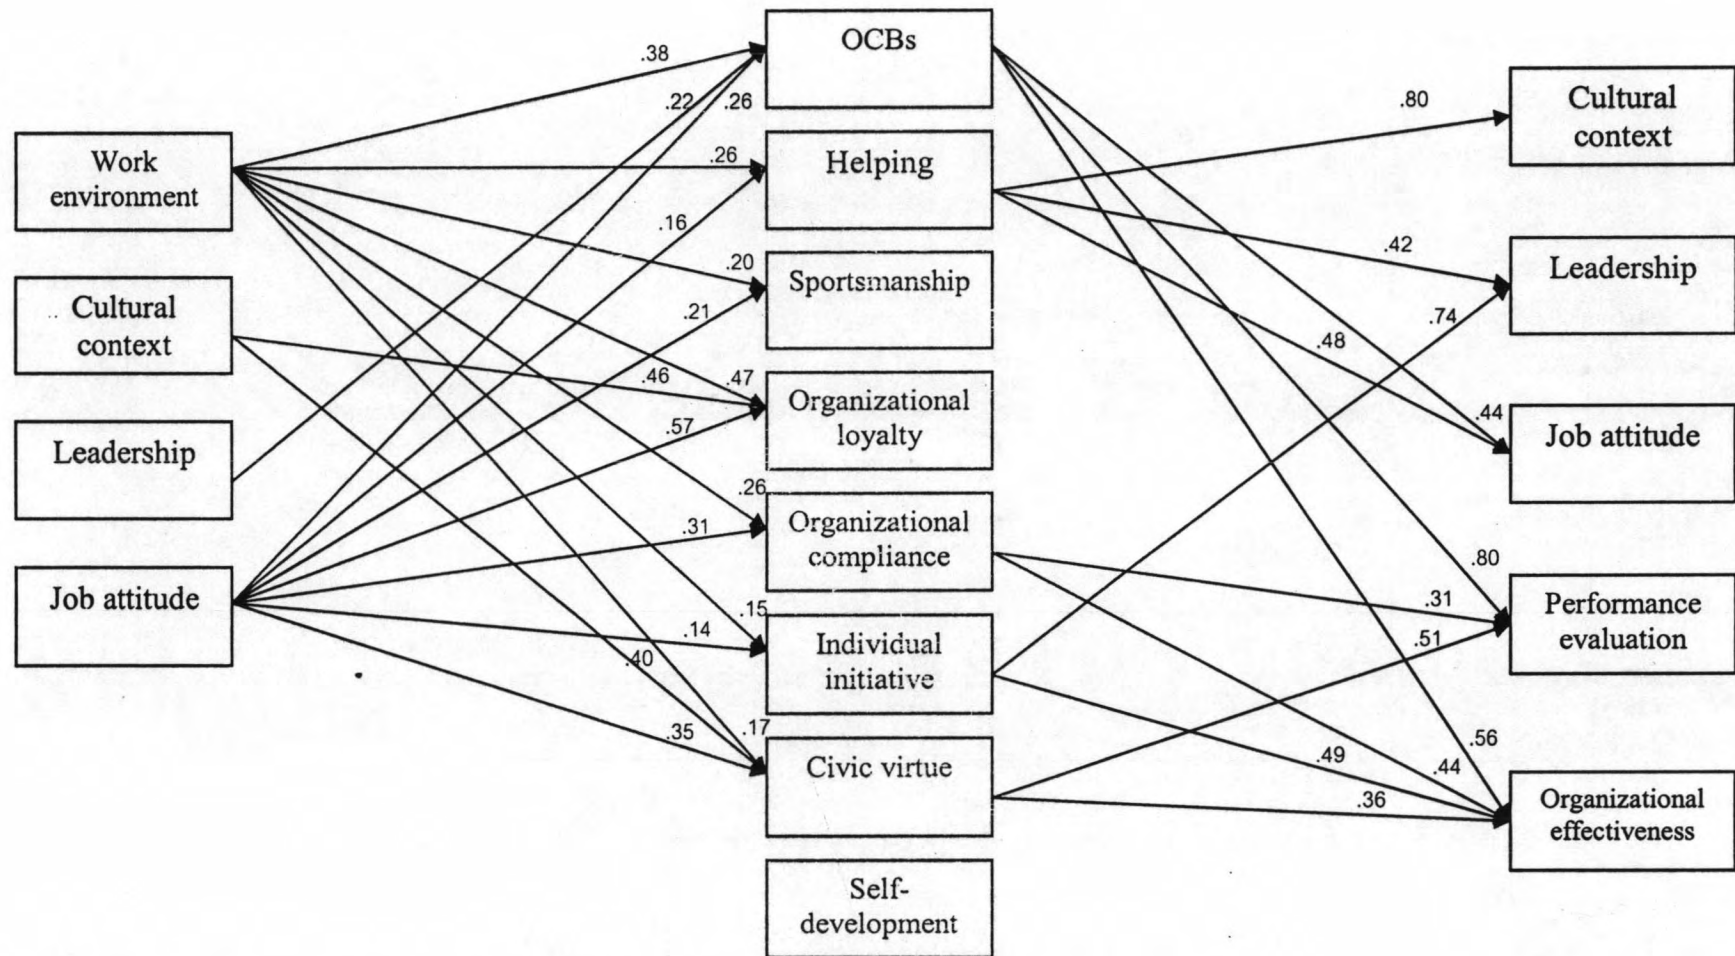 Work
environment
Cultural
context
Leadership
Job attitude
.38
.22
.26
.26
.16
.20
.21
.47
.46
.57
.26
.31
.15
.14
.40
.17
.35
OCBs
Helping
Sportsmanship
Organizational
loyalty
Organizational
compliance
Individual
initiative
Civic virtue
Self-
development
.80
.42
.74
.48
.44
.80
.31
.51
.56
.49
.44
.36
Cultural
context
Leadership
Job attitude
Performance
evaluation
Organizational
effectiveness